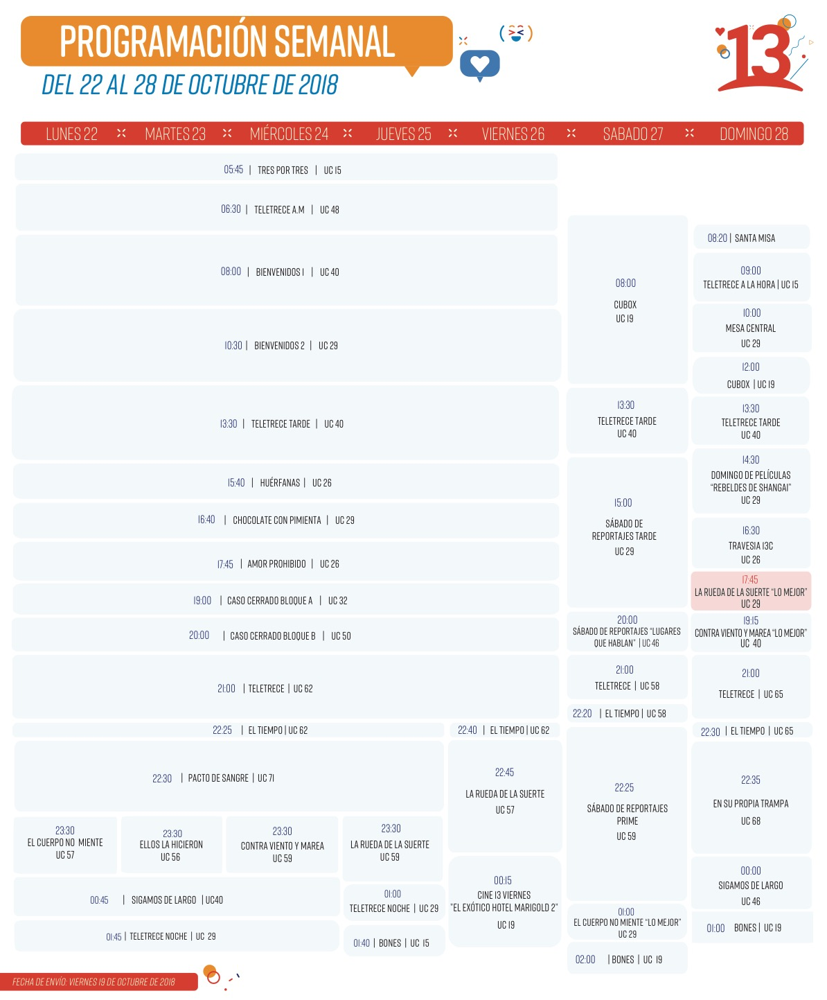 PROGRAMACIÓN SEMANAL
DEL 22 AL 28 DE OCTUBRE DE 2018
13
LUNES 22
MARTES 23
MIÉRCOLES 24
JUEVES 25
VIERNES 26
SABADO 27
DOMINGO 28
05:45 | TRES POR TRES | UC 15
06:30 | TELETRECE A.M | UC 48
08:00 | BIENVENIDOS 1 | UC 40
10:30 | BIENVENIDOS 2 | UC 29
13:30 | TELETRECE TARDE | UC 40
15:40 | HUÉRFANAS | UC 26
16:40 | CHOCOLATE CON PIMIENTA | UC 29
17:45 | AMOR PROHIBIDO | UC 26
19:00 | CASO CERRADO BLOQUE A | UC 32
20:00 | CASO CERRADO BLOQUE B | UC 50
21:00 | TELETRECE | UC 62
22:25 | EL TIEMPO | UC 62
22:30 | PACTO DE SANGRE | UC 71
23:30
EL CUERPO NO MIENTE
UC 57
23:30
ELLOS LA HICIERON
UC 56
23:30
CONTRA VIENTO Y MAREA
UC 59
23:30
LA RUEDA DE LA SUERTE
UC 59
00:45 | SIGAMOS DE LARGO | UC40
01:45 | TELETRECE NOCHE | UC 29
01:00
TELETRECE NOCHE | UC 29
01:40 | BONES | UC 15
22:40 | EL TIEMPO | UC 62
22:45
LA RUEDA DE LA SUERTE
UC 57
00:15
CINE 13 VIERNES
"EL EXÓTICO HOTEL MARIGOLD 2"
UC 19
08:00
CUBOX
UC 19
13:30
TELETRECE TARDE
UC 40
15:00
SÁBADO DE
REPORTAJES TARDE
UC 29
20:00
SÁBADO DE REPORTAJES “LUGARES
QUE HABLAN” | UC 46
21:00
TELETRECE | UC 58
22:20 | EL TIEMPO | UC 58
22:25
SÁBADO DE REPORTAJES
PRIME
UC 59
01:00
EL CUERPO NO MIENTE “LO MEJOR”
UC 29
02:00 | BONES | UC 19
08:20 | SANTA MISA
09:00
TELETRECE A LA HORA | UC 15
10:00
MESA CENTRAL
UC 29
12:00
CUBOX | UC 19
13:30
TELETRECE TARDE
UC 40
14:30
DOMINGO DE PELÍCULAS
“REBELDES DE SHANGAI”
UC 29
16:30
TRAVESIA 13C
UC 26
17:45
LA RUEDA DE LA SUERTE “LO MEJOR”
UC 29
19:15
CONTRA VIENTO Y MAREA “LO MEJOR”
UC 40
21:00
TELETRECE | UC 65
22:30 | EL TIEMPO | UC 65
22:35
EN SU PROPIA TRAMPA
UC 68
00:00
SIGAMOS DE LARGO
UC 46
01:00 BONES | UC 19
FECHA DE ENVÍO: VIERNES 19 DE OCTUBRE DE 2018